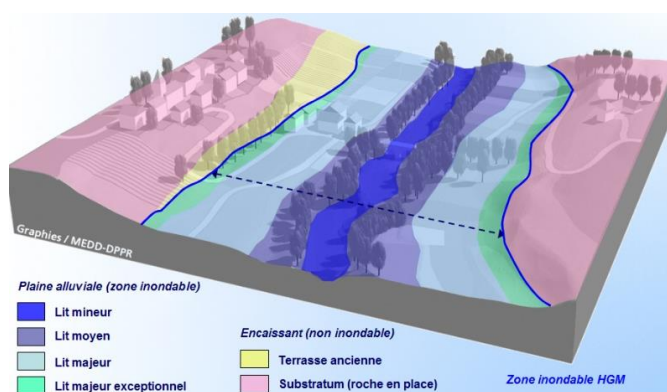 Graphies / MEDD-DPPR
Plaine alluviale (zone inondable)
Lit mineur
Lit moyen
Lit majeur
Lit majeur exceptionnel
Encaissant (non inondable)
Terrasse ancienne
Substratum (roche en place)
Zone inondable HGM